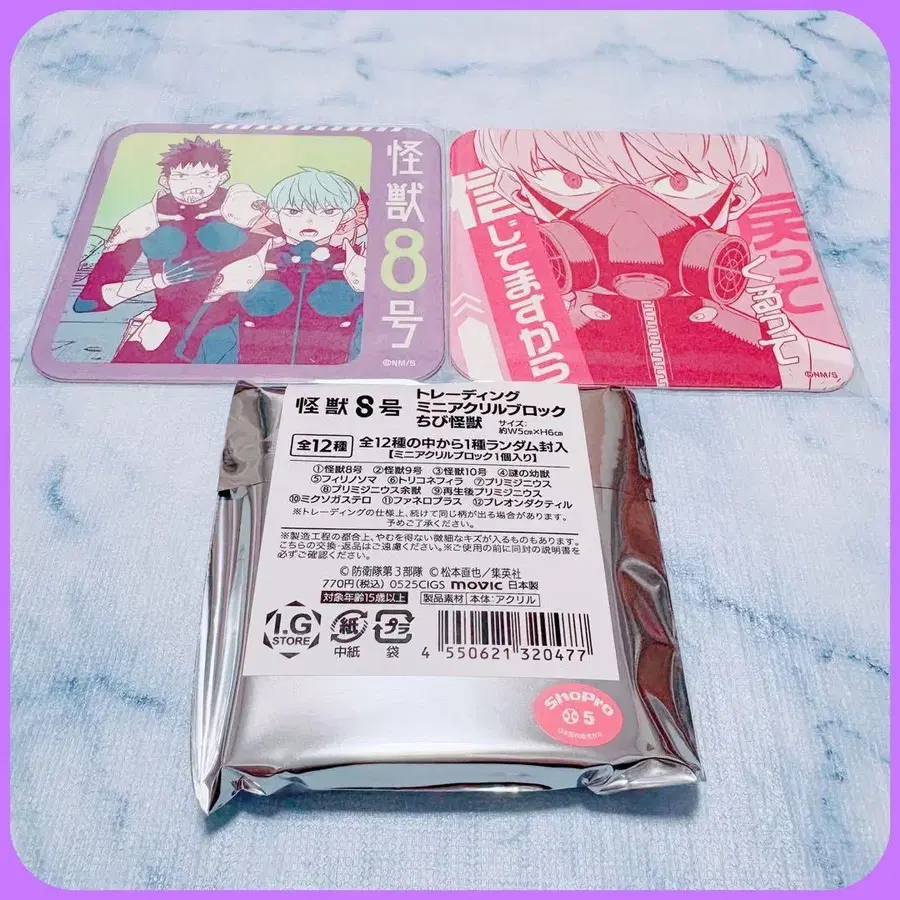 怪獣8号
©NM/S
信じてますから
戻ってくるって
©NM/S
怪獣8号
トレーディング
ミニアクリルブロック
ちび怪獣
サイズ:
約W5cm×H6cm
全12種
全12種の中から1種ランダム封入
【ミニアクリルブロック1個入り】
①怪獣8号 ②怪獣9号 ③怪獣10号 ④謎の幼獣
⑤フィリノソマ ⑥トリコネフィラ ⑦プリミジニウス
⑧プリミジニウス余獣 ⑨再生後プリミジニウス
⑩ミクソガステロ ⑪ファネロプラス ⑫プレオンダクティル
※トレーディングの仕様上、続けて同じ柄が出る場合があります。
予めご了承ください。
※製造工程の都合上、やむを得ない微細なキズが入るものもあります。
こちらの交換・返品はご遠慮ください。※ご使用の前に同封の説明書を
必ずご確認ください。
© 防衛隊第3部隊 © 松本直也/集英社
770円(税込) 0525CIGS movic 日本製
対象年齢15歳以上 製品素材 本体:アクリル
I.G
STORE
紙
中紙
プラ
袋
4 550621 320477
ShoPro
5